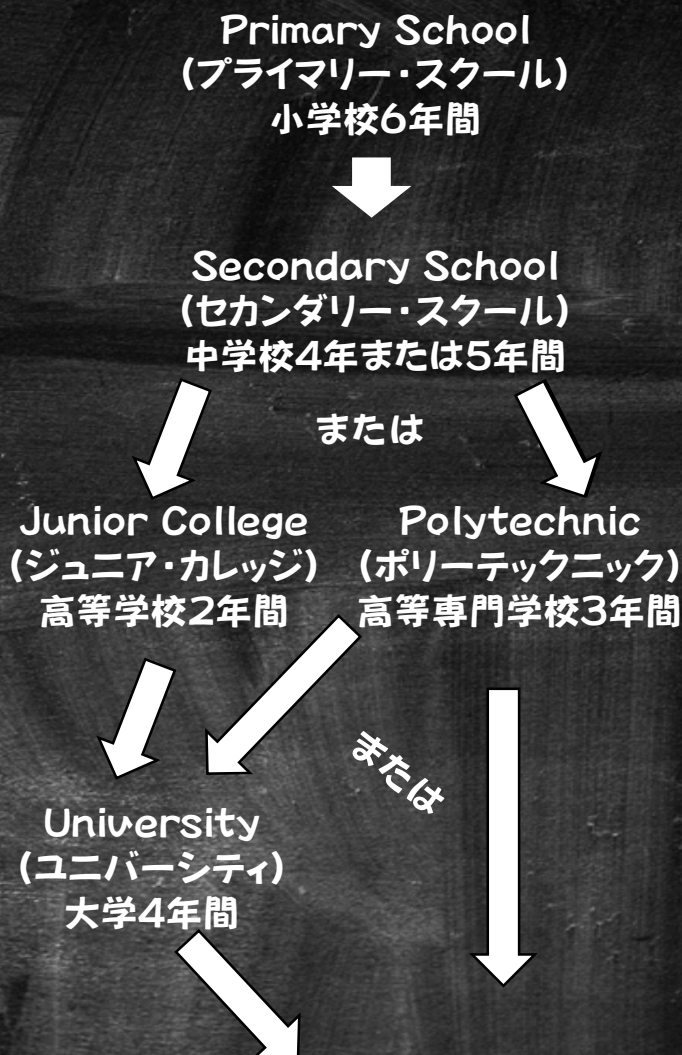 Primary School
(プライマリー・スクール)
小学校6年間
Secondary School
(セカンダリー・スクール)
中学校4年または5年間
または
Junior College
(ジュニア・カレッジ)
高等学校2年間
Polytechnic
(ポリーテックニック)
高等専門学校3年間
または
University
(ユニバーシティ)
大学4年間